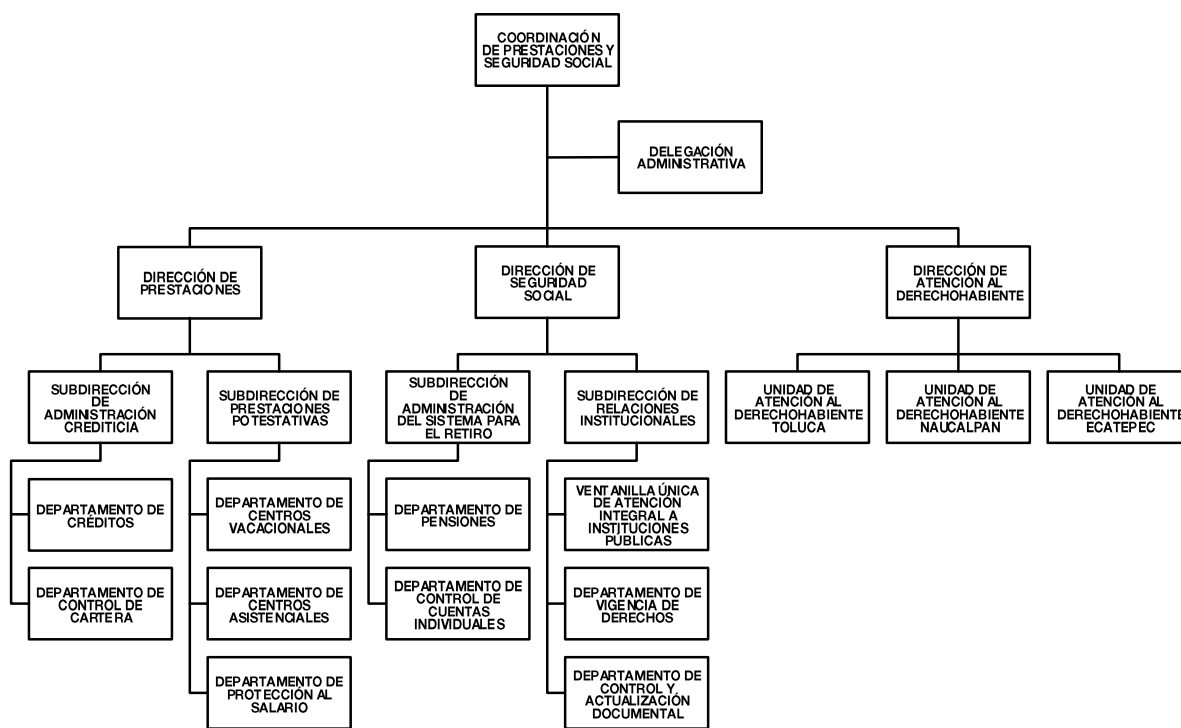 COORDINACIÓN
DE PRESTACIONES Y
SEGURIDAD SOCIAL
DELEGACIÓN
ADMINISTRATIVA
DIRECCIÓN DE
PRESTACIONES
DIRECCIÓN DE
SEGURIDAD
SOCIAL
DIRECCIÓN DE
ATENCIÓN AL
DERECHOHABIENTE
SUBDIRECCIÓN
DE
ADMINISTRACIÓN
CREDITICIA
SUBDIRECCIÓN DE
PRESTACIONES
POTESTATIVAS
SUBDIRECCIÓN
DE
ADMINISTRACIÓN
DEL SISTEMA PARA
EL RETIRO
SUBDIRECCIÓN DE
RELACIONES
INSTITUCIONALES
UNIDAD DE
ATENCIÓN AL
DERECHOHABIENTE
TOLUCA
UNIDAD DE
ATENCIÓN AL
DERECHOHABIENTE
NAUCALPAN
UNIDAD DE
ATENCIÓN AL
DERECHOHABIENTE
ECATEPEC
DEPARTAMENTO DE
CRÉDITOS
DEPARTAMENTO DE
CENTROS
VACACIONALES
DEPARTAMENTO DE
PENSIONES
VENTANILLA ÚNICA
DE ATENCIÓN
INTEGRAL A
INSTITUCIONES
PÚBLICAS
DEPARTAMENTO DE
CONTROL DE
CARTERA
DEPARTAMENTO DE
CENTROS
ASISTENCIALES
DEPARTAMENTO DE
CONTROL DE
CUENTAS
INDIVIDUALES
DEPARTAMENTO DE
VIGENCIA DE
DERECHOS
DEPARTAMENTO DE
PROTECCIÓN AL
SALARIO
DEPARTAMENTO DE
CONTROL Y
ACTUALIZACIÓN
DOCUMENTAL